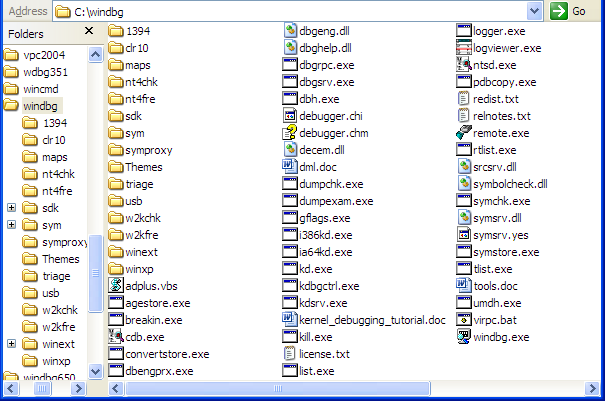 Address C:\windbg Go
Folders
vpc2004
wdbg351
wincmd
windbg
1394
clr10
maps
nt4chk
nt4fre
sdk
sym
symproxy
Themes
triage
usb
w2kchk
w2kfre
winext
winxp
windbg650
1394
clr10
maps
nt4chk
nt4fre
sdk
sym
symproxy
Themes
triage
usb
w2kchk
w2kfre
winext
winxp
adplus.vbs
agestore.exe
breakin.exe
cdb.exe
convertstore.exe
dbengprx.exe
dbgeng.dll
dbghelp.dll
dbgrpc.exe
dbgsrv.exe
dbh.exe
debugger.chi
debugger.chm
decem.dll
dml.doc
dumpchk.exe
dumpexam.exe
gflags.exe
i386kd.exe
ia64kd.exe
kd.exe
kdbgctrl.exe
kdsrv.exe
kernel_debugging_tutorial.doc
kill.exe
license.txt
list.exe
logger.exe
logviewer.exe
ntsd.exe
pdbcopy.exe
redist.txt
relnotes.txt
remote.exe
rtlist.exe
srcsrv.dll
symbolcheck.dll
symchk.exe
symsrv.dll
symsrv.yes
symstore.exe
tlist.exe
tools.doc
umdh.exe
virpc.bat
windbg.exe